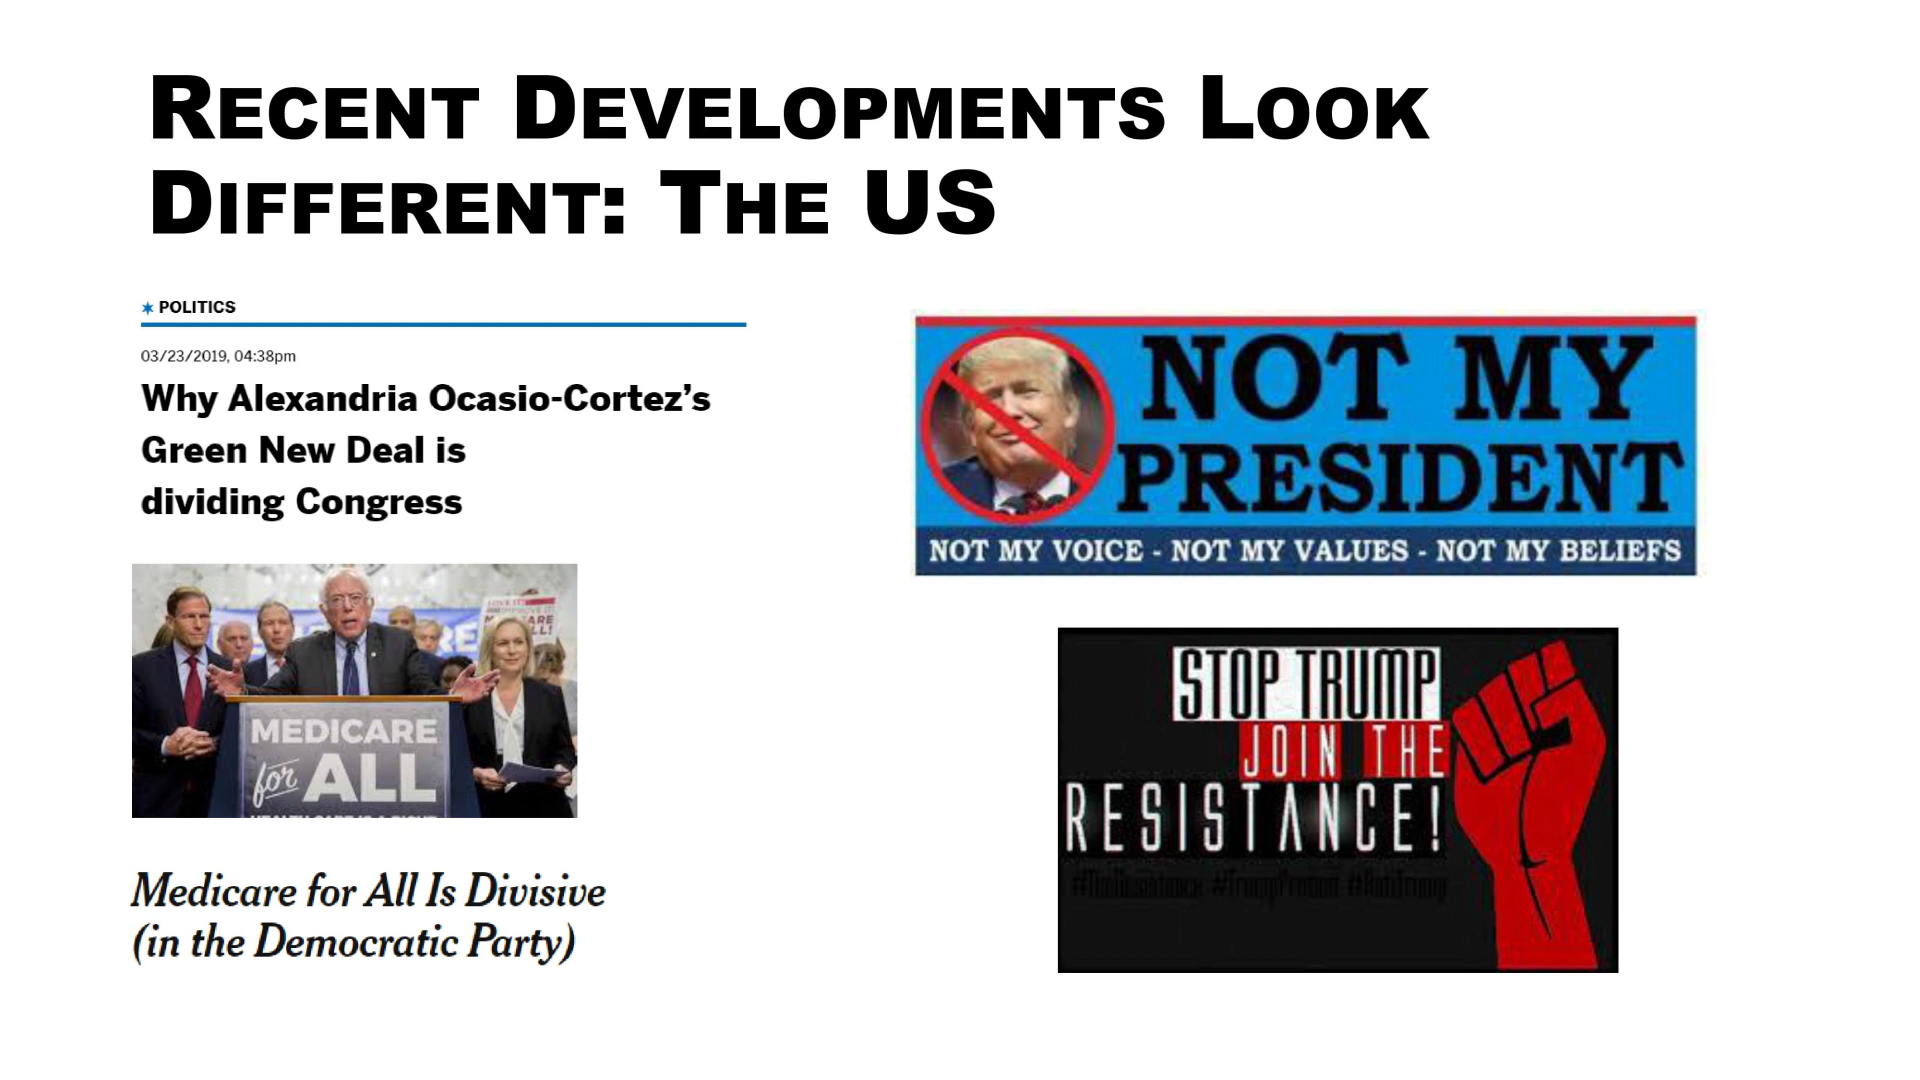 RECENT DEVELOPMENTS LOOK
DIFFERENT: THE US
POLITICS
03/23/2019, 04:38pm
Why Alexandria Ocasio-Cortez’s
Green New Deal is
dividing Congress
MEDICARE
for ALL
Medicare for All Is Divisive
(in the Democratic Party)
NOT MY
PRESIDENT
NOT MY VOICE - NOT MY VALUES - NOT MY BELIEFS
STOP TRUMP
JOIN THE
RESISTANCE!